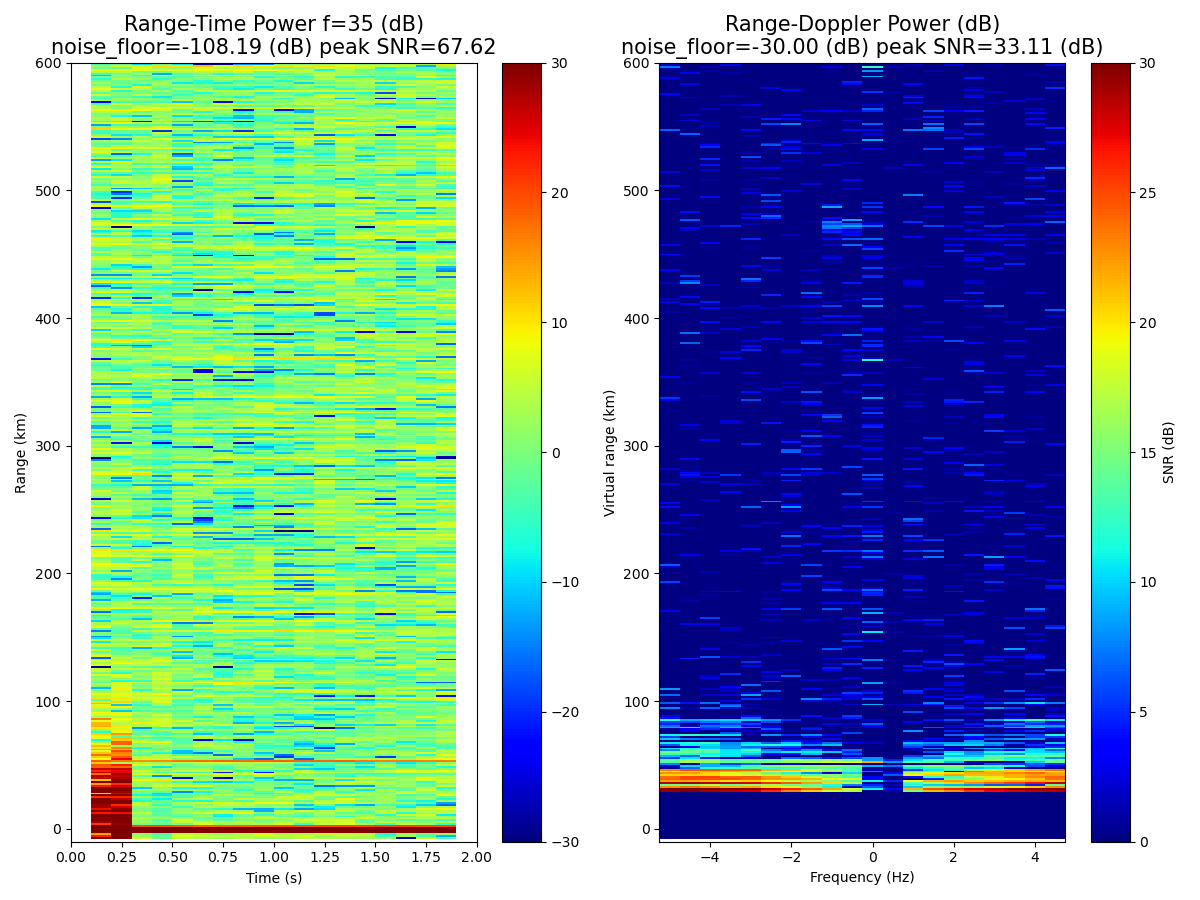 Range-Time Power f=35 (dB)
noise_floor=-108.19 (dB) peak SNR=67.62
Range-Doppler Power (dB)
noise_floor=-30.00 (dB) peak SNR=33.11 (dB)
600
500
400
300
200
100
0
Range (km)
0.00 0.25 0.50 0.75 1.00 1.25 1.50 1.75 2.00
Time (s)
30
20
10
0
−10
−20
−30
600
500
400
300
200
100
0
Virtual range (km)
−4 −2 0 2 4
Frequency (Hz)
30
25
20
15
10
5
0
SNR (dB)